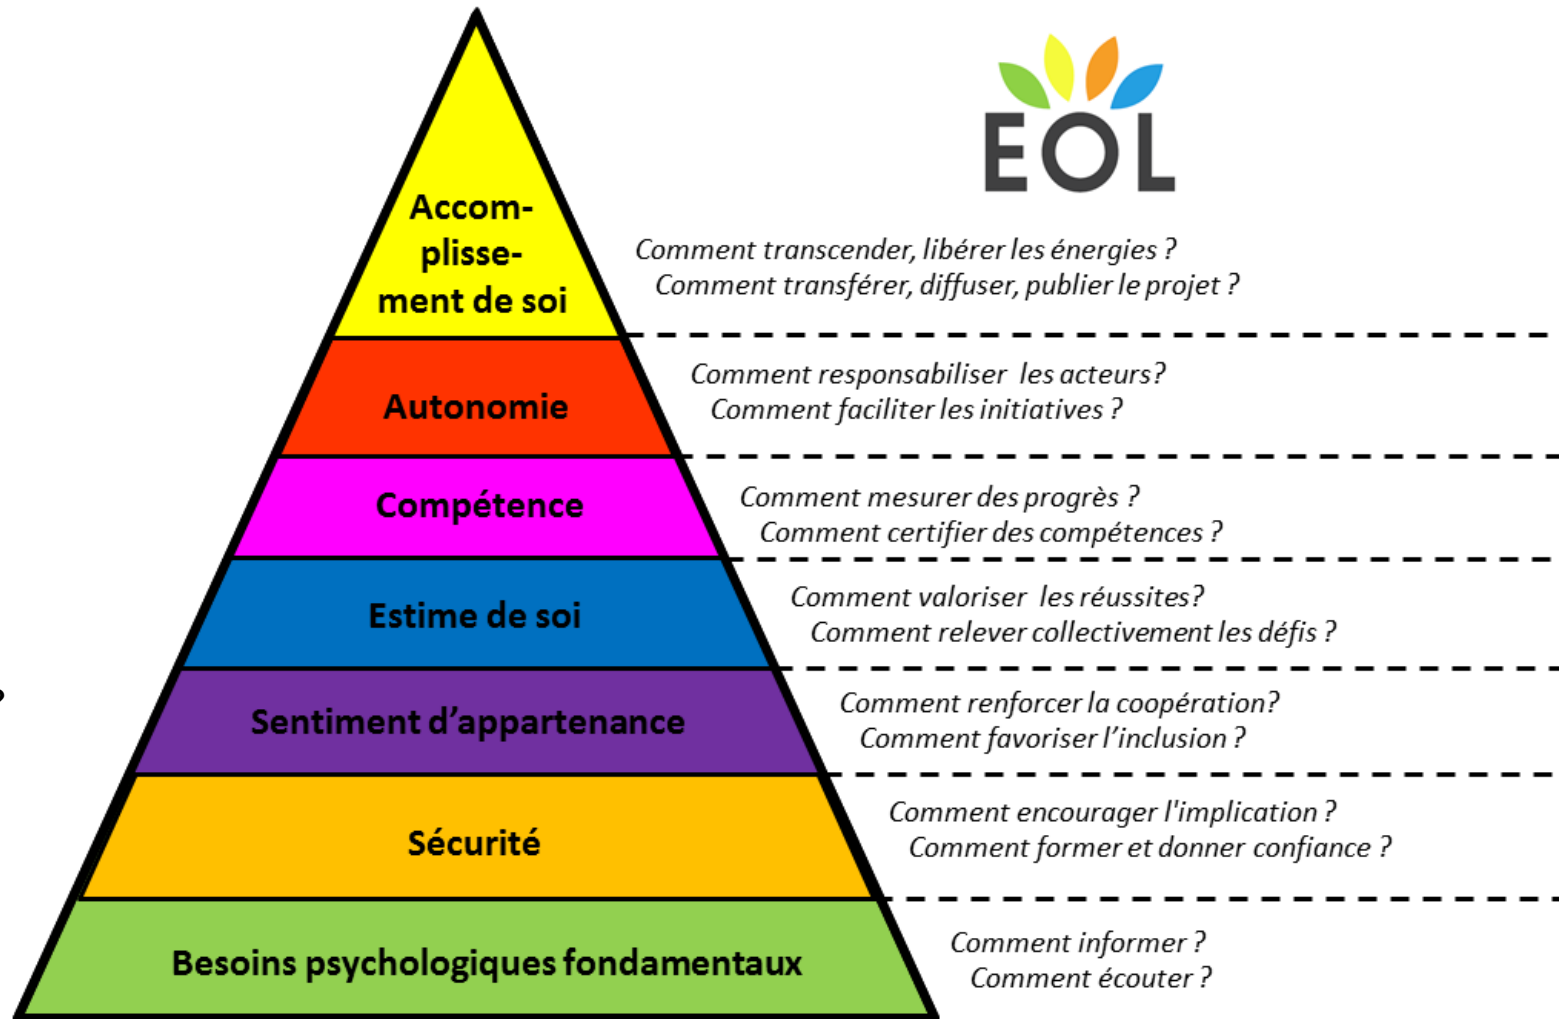 EOL
Accom-
plisse-
ment de soi
Comment transcender, libérer les énergies ?
Comment transférer, diffuser, publier le projet ?
Autonomie
Comment responsabiliser les acteurs?
Comment faciliter les initiatives ?
Compétence
Comment mesurer des progrès ?
Comment certifier des compétences ?
Estime de soi
Comment valoriser les réussites?
Comment relever collectivement les défis ?
Sentiment d’appartenance
Comment renforcer la coopération?
Comment favoriser l’inclusion ?
Sécurité
Comment encourager l'implication ?
Comment former et donner confiance ?
Besoins psychologiques fondamentaux
Comment informer ?
Comment écouter ?